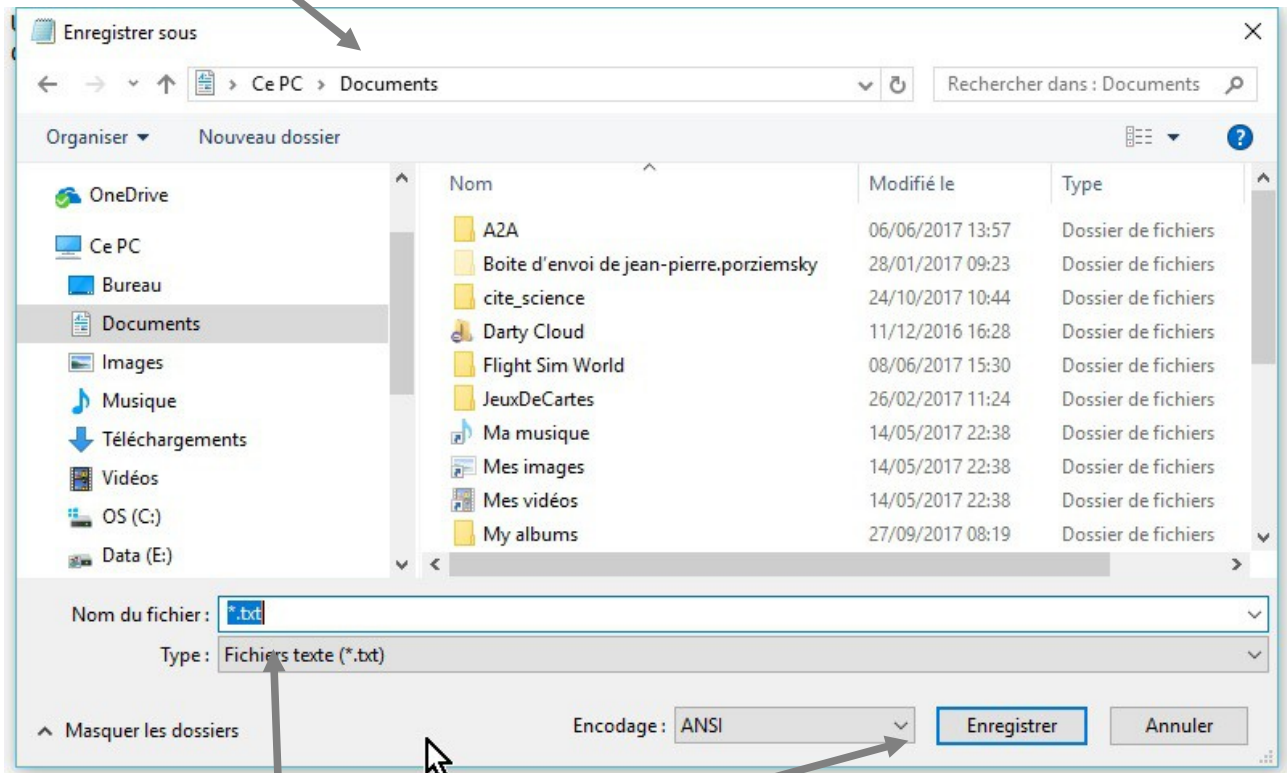 Enregistrer sous
Ce PC > Documents
Rechercher dans : Documents
Organiser
Nouveau dossier
OneDrive
Ce PC
Bureau
Documents
Images
Musique
Téléchargements
Vidéos
OS (C:)
Data (E:)
Nom Modifié le Type
A2A 06/06/2017 13:57 Dossier de fichiers
Boite d'envoi de jean-pierre.porziemsky 28/01/2017 09:23 Dossier de fichiers
cite_science 24/10/2017 10:44 Dossier de fichiers
Darty Cloud 11/12/2016 16:28 Dossier de fichiers
Flight Sim World 08/06/2017 15:30 Dossier de fichiers
JeuxDeCartes 26/02/2017 11:24 Dossier de fichiers
Ma musique 14/05/2017 22:38 Dossier de fichiers
Mes images 14/05/2017 22:38 Dossier de fichiers
Mes vidéos 14/05/2017 22:38 Dossier de fichiers
My albums 27/09/2017 08:19 Dossier de fichiers
Nom du fichier : *.txt
Type : Fichiers texte (*.txt)
Masquer les dossiers
Encodage : ANSI
Enregistrer
Annuler